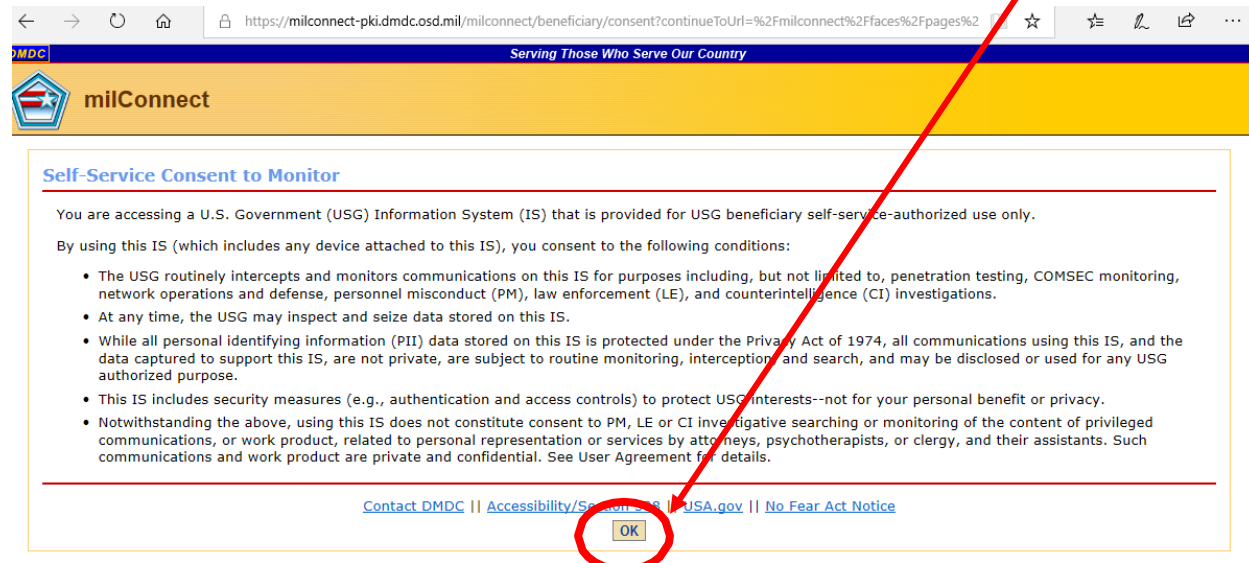 https://milconnect-pki.dmdc.osd.mil/milconnect/beneficiary/consent?continueToUrl=%2Fmilconnect%2Ffaces%2Fpages%2
DMDC
Serving Those Who Serve Our Country
milConnect
Self-Service Consent to Monitor
You are accessing a U.S. Government (USG) Information System (IS) that is provided for USG beneficiary self-service-authorized use only.
By using this IS (which includes any device attached to this IS), you consent to the following conditions:
• The USG routinely intercepts and monitors communications on this IS for purposes including, but not limited to, penetration testing, COMSEC monitoring,
network operations and defense, personnel misconduct (PM), law enforcement (LE), and counterintelligence (CI) investigations.
• At any time, the USG may inspect and seize data stored on this IS.
• While all personal identifying information (PII) data stored on this IS is protected under the Privacy Act of 1974, all communications using this IS, and the
data captured to support this IS, are not private, are subject to routine monitoring, interception, and search, and may be disclosed or used for any USG
authorized purpose.
• This IS includes security measures (e.g., authentication and access controls) to protect USG interests--not for your personal benefit or privacy.
• Notwithstanding the above, using this IS does not constitute consent to PM, LE or CI investigative searching or monitoring of the content of privileged
communications, or work product, related to personal representation or services by attorneys, psychotherapists, or clergy, and their assistants. Such
communications and work product are private and confidential. See User Agreement for details.
Contact DMDC || Accessibility/Section 508 || USA.gov || No Fear Act Notice
OK